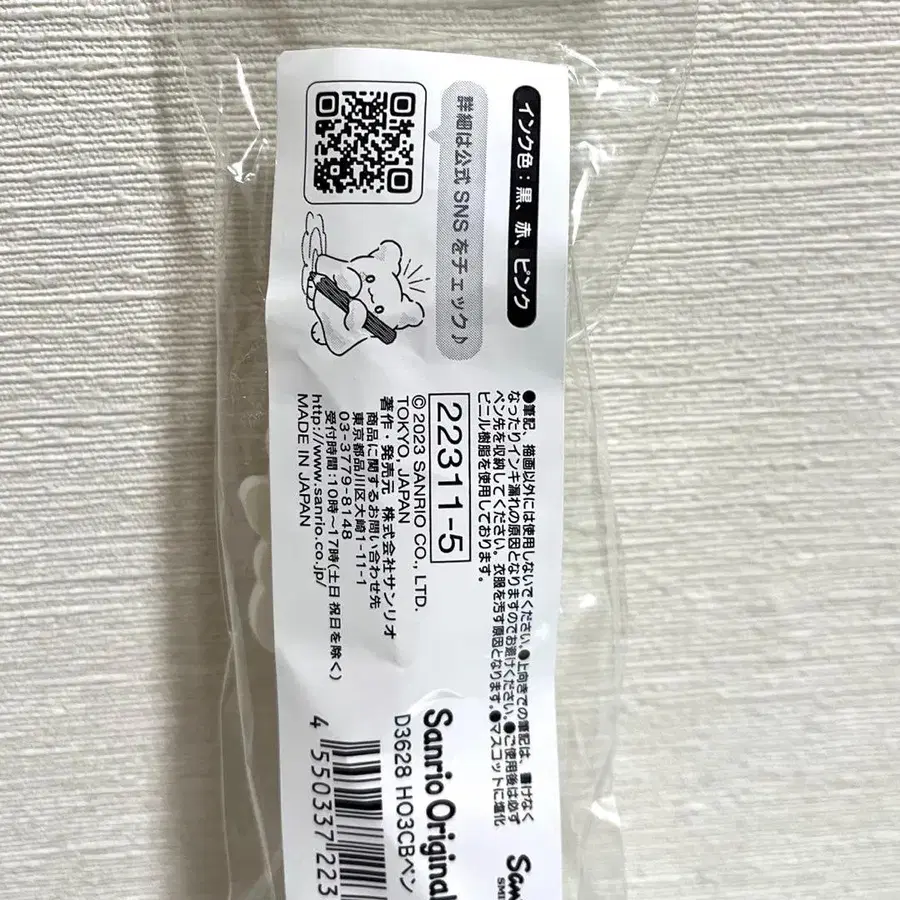 インク色：黒、赤、ピンク
詳細は公式SNSをチェック♪
●筆記、描画以外には使用しないでください。●上向きでの筆記は、書けなく
なったりインキ漏れの原因となりますのでお避けください。●ご使用後は必ず
ペン先を収納してください。衣服を汚す原因となります。●マスコットに塩化
ビニル樹脂を使用しております。
22311-5
© 2023 SANRIO CO., LTD.
TOKYO, JAPAN
著作・発売元 株式会社サンリオ
商品に関するお問い合わせ先
東京都品川区大崎1-11-1
03-3779-8148
受付時間:10時～17時(土日祝日を除く)
http://www.sanrio.co.jp/
MADE IN JAPAN
Sanrio Original
D3628 HO3CBペン
4 550337 223